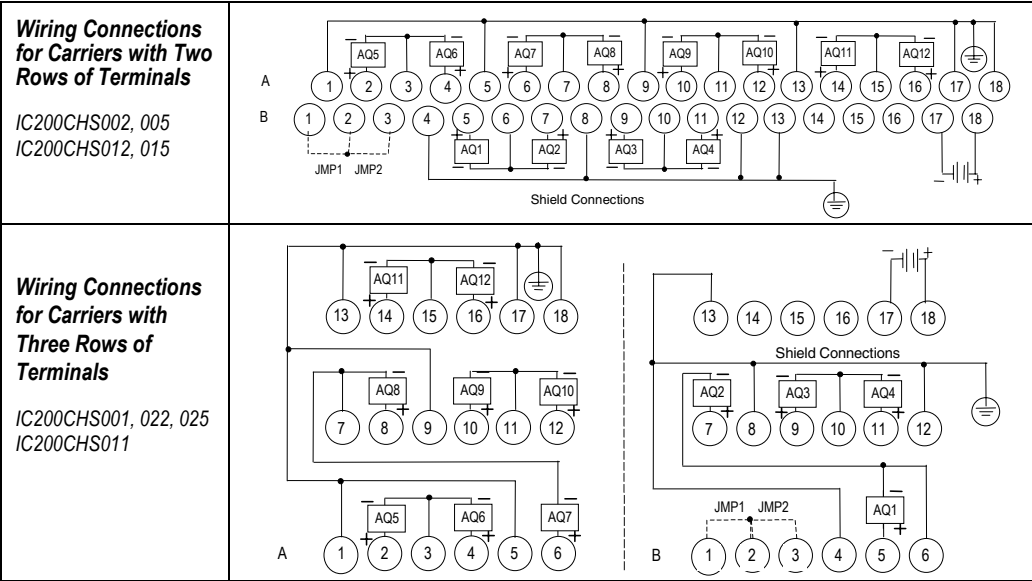 Wiring Connections
for Carriers with Two
Rows of Terminals
IC200CHS002, 005
IC200CHS012, 015
AQ5 AQ6 AQ7 AQ8 AQ9 AQ10 AQ11 AQ12
A 1 2 3 4 5 6 7 8 9 10 11 12 13 14 15 16 17 18
B 1 2 3 4 5 6 7 8 9 10 11 12 13 14 15 16 17 18
AQ1 AQ2 AQ3 AQ4
JMP1 JMP2
Shield Connections
Wiring Connections
for Carriers with
Three Rows of
Terminals
IC200CHS001, 022, 025
IC200CHS011
AQ11 AQ12
13 14 15 16 17 18
AQ8 AQ9 AQ10
7 8 9 10 11 12
AQ5 AQ6 AQ7
A 1 2 3 4 5 6
13 14 15 16 17 18
Shield Connections
AQ2 AQ3 AQ4
7 8 9 10 11 12
JMP1 JMP2 AQ1
B 1 2 3 4 5 6